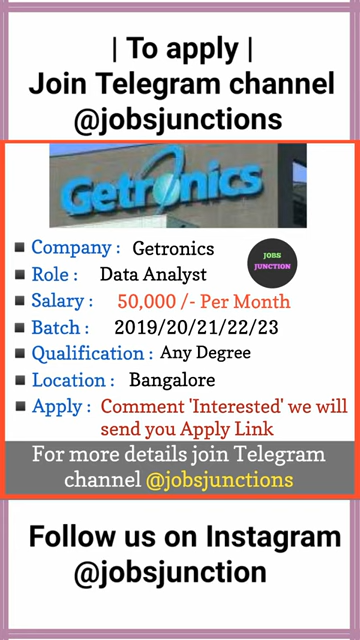 | To apply |
Join Telegram channel
@jobsjunctions
Getronics
Company : Getronics
JOBS
JUNCTION
Role : Data Analyst
Salary : 50,000 /- Per Month
Batch : 2019/20/21/22/23
Qualification : Any Degree
Location : Bangalore
Apply : Comment 'Interested' we will
send you Apply Link
For more details join Telegram
channel @jobsjunctions
Follow us on Instagram
@jobsjunction